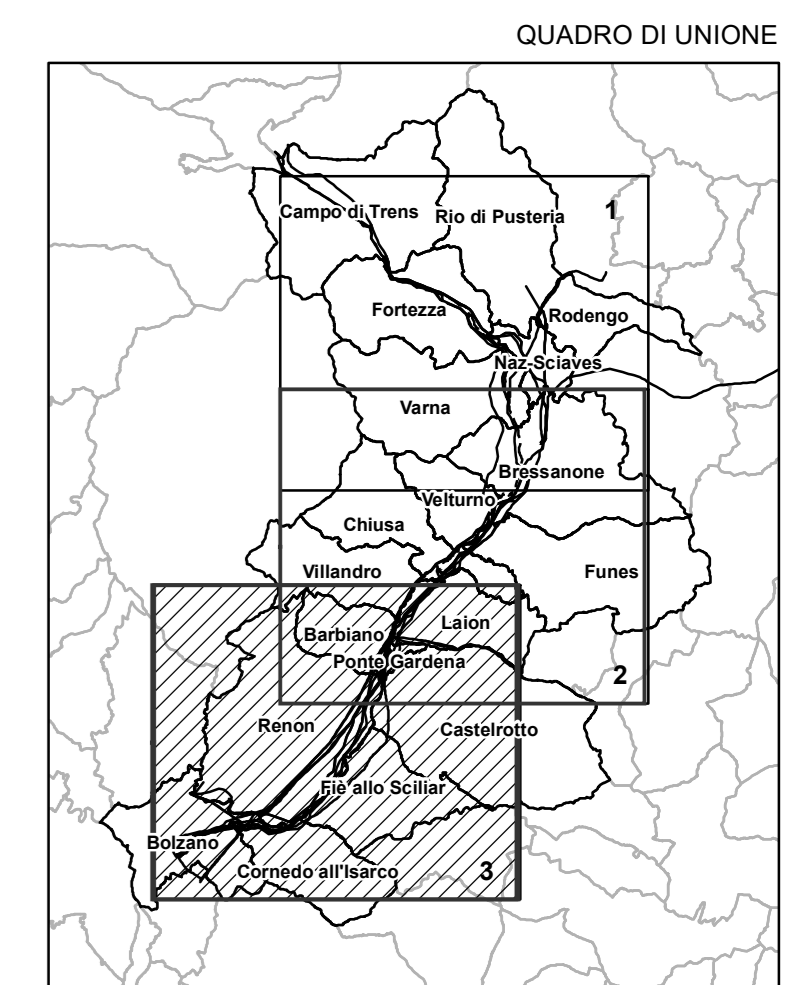 QUADRO DI UNIONE
Campo di Trens
Rio di Pusteria
1
Fortezza
Rodengo
Naz-Sciaves
Varna
Bressanone
Velturno
Chiusa
Villandro
Funes
Laion
Barbiano
Ponte Gardena
2
Renon
Castelrotto
Fiè allo Sciliar
Bolzano
Cornedo all'Isarco
3